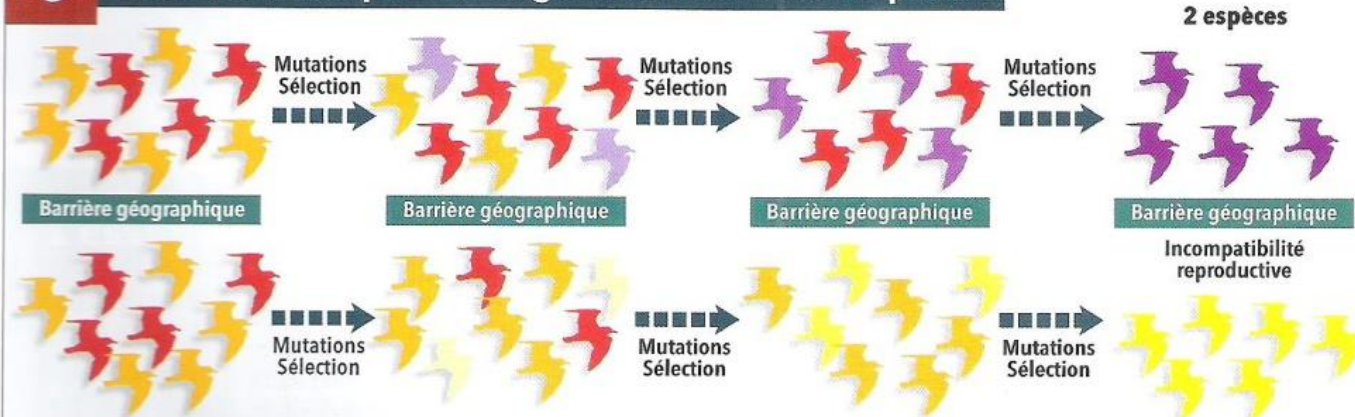 2 espèces
Mutations
Sélection
Mutations
Sélection
Mutations
Sélection
Barrière géographique
Barrière géographique
Barrière géographique
Barrière géographique
Incompatibilité
reproductive
Mutations
Sélection
Mutations
Sélection
Mutations
Sélection